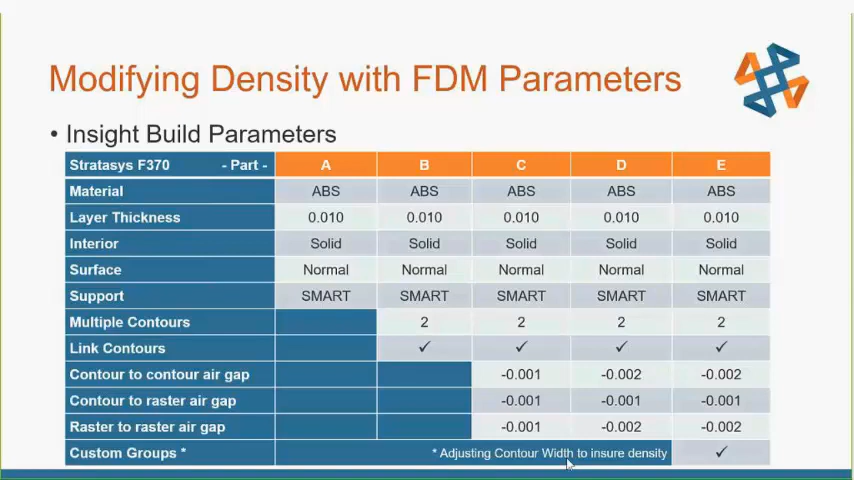 Modifying Density with FDM Parameters
• Insight Build Parameters
Stratasys F370 - Part - A B C D E
Material ABS ABS ABS ABS ABS
Layer Thickness 0.010 0.010 0.010 0.010 0.010
Interior Solid Solid Solid Solid Solid
Surface Normal Normal Normal Normal Normal
Support SMART SMART SMART SMART SMART
Multiple Contours 2 2 2 2
Link Contours ✓ ✓ ✓ ✓
Contour to contour air gap -0.001 -0.002 -0.002
Contour to raster air gap -0.001 -0.001 -0.001
Raster to raster air gap -0.001 -0.002 -0.002
Custom Groups * * Adjusting Contour Width to insure density ✓